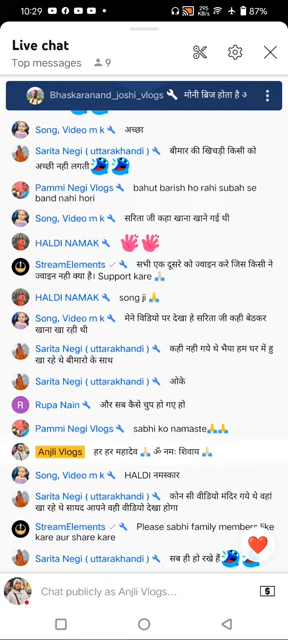 10:29
295
KB/s
87%
Live chat
Top messages
9
Bhaskaranand_joshi_vlogs मोनी ब्रिज होता है अ
Song, Video m k अच्छा
Sarita Negi ( uttarakhandi ) बीमार की खिचड़ी किसी को
अच्छी नही लगती
Pammi Negi Vlogs bahut barish ho rahi subah se
band nahi hori
Song, Video m k सरिता जी कहा खाना खाने गई थी
HALDI NAMAK
StreamElements सभी एक दूसरे को ज्वाइन करे जिस किसी ने
ज्वाइन नही क्या है। Support kare 🙏🏻
HALDI NAMAK song ji 🙏
Song, Video m k मेने विडियो पर देखा हे सरिता जी कही बेठकर
खाना खा रही थी
Sarita Negi ( uttarakhandi ) कही नही गये थे भैया हम घर में हु
खा रहे थे बीमारो के साथ
Sarita Negi ( uttarakhandi ) ओके
R Rupa Nain और सब कैसे चुप हो गए हो
Pammi Negi Vlogs sabhi ko namaste🙏🙏
Anjli Vlogs हर हर महादेव 🙏🏻 ॐ नमः शिवाय 🙏🏻
Song, Video m k HALDI नमस्कार
Sarita Negi ( uttarakhandi ) कोन सी वीडियो मंदिर गये थे वहां
खा रहे थे सायद आपने वही वीडियो देखा होगा
StreamElements Please sabhi family members like
kare aur share kare
Sarita Negi ( uttarakhandi ) सब ही हो रखे हैं
Chat publicly as Anjli Vlogs...